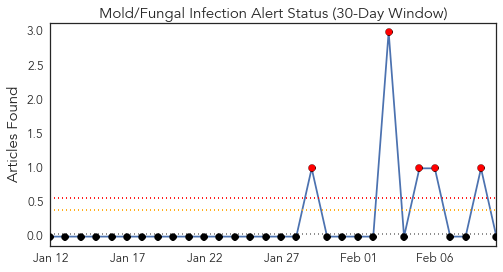 Mold/Fungal Infection Alert Status (30-Day Window)
Articles Found
3.0
2.5
2.0
1.5
1.0
0.5
0.0
Jan 12 Jan 17 Jan 22 Jan 27 Feb 01 Feb 06